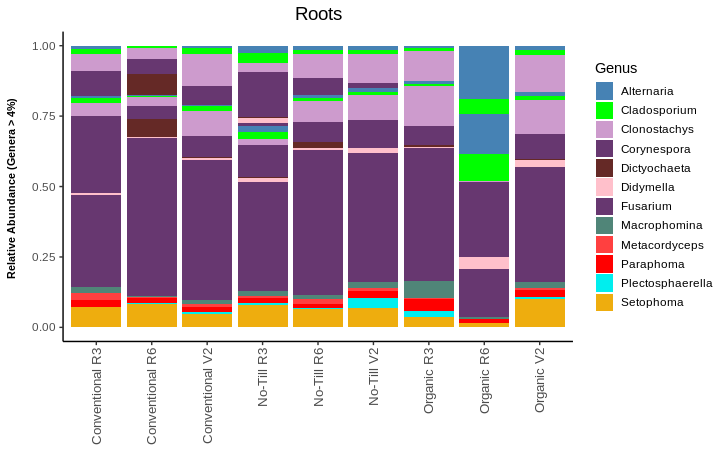 Roots
Relative Abundance (Genera > 4%)
1.00
0.75
0.50
0.25
0.00
Conventional R3
Conventional R6
Conventional V2
No-Till R3
No-Till R6
No-Till V2
Organic R3
Organic R6
Organic V2
Genus
Alternaria
Cladosporium
Clonostachys
Corynespora
Dictyochaeta
Didymella
Fusarium
Macrophomina
Metacordyceps
Paraphoma
Plectosphaerella
Setophoma